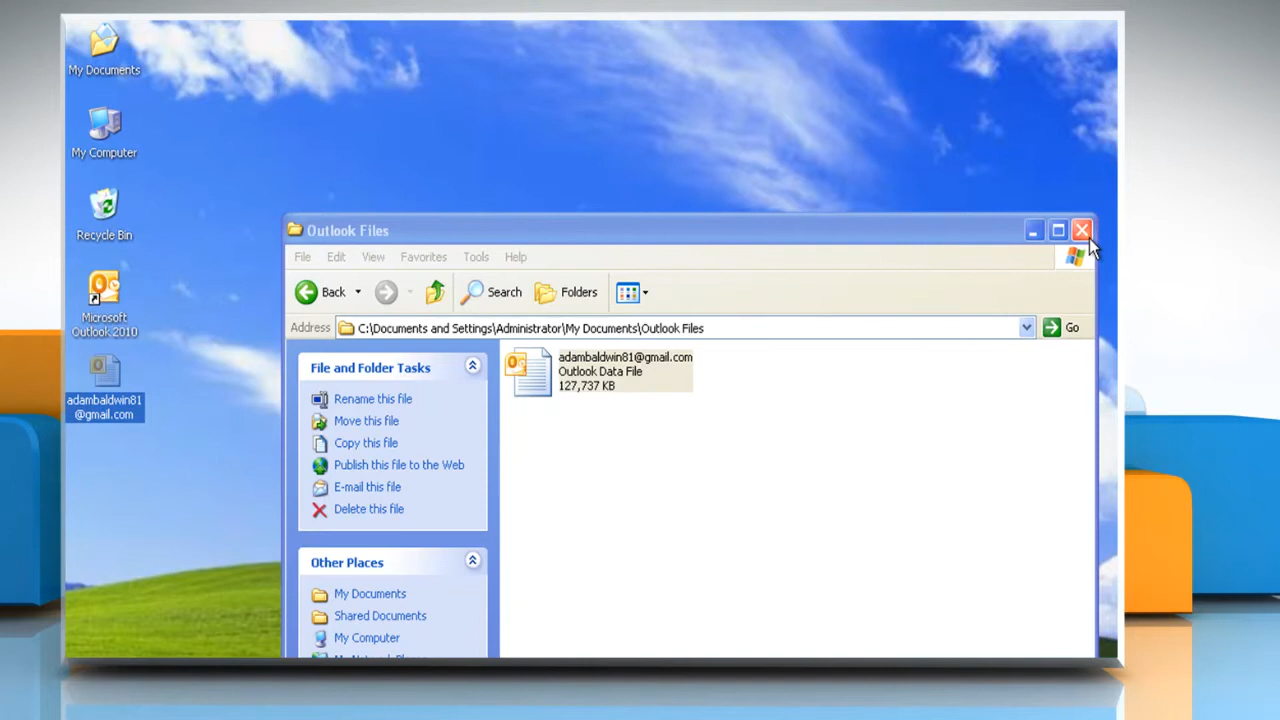 My Documents
My Computer
Recycle Bin
Microsoft
Outlook 2010
adambaldwin81
@gmail.com
Outlook Files
File Edit View Favorites Tools Help
Back Search Folders
Address C:\Documents and Settings\Administrator\My Documents\Outlook Files Go
File and Folder Tasks
Rename this file
Move this file
Copy this file
Publish this file to the Web
E-mail this file
Delete this file
Other Places
My Documents
Shared Documents
My Computer
adambaldwin81@gmail.com
Outlook Data File
127,737 KB